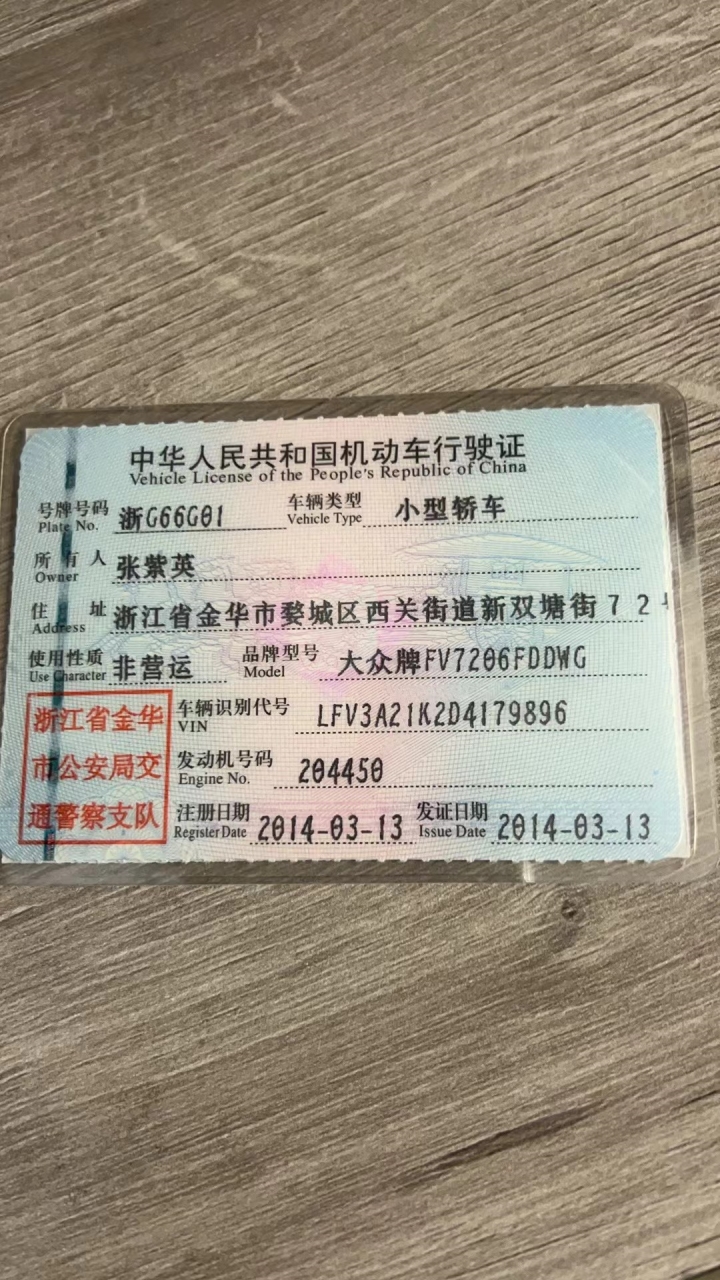 中华人民共和国机动车行驶证
Vehicle License of the People's Republic of China
号牌号码 浙G66G01 车辆类型 小型轿车
Plate No. Vehicle Type
所有人 张紫英
Owner
住址 浙江省金华市婺城区西关街道新双塘街72
Address
使用性质 非营运 品牌型号 大众牌FV7206FDDWG
Use Character Model
浙江省金华
市公安局交
通警察支队
车辆识别代号 LFV3A21K2D4179896
VIN
发动机号码 204450
Engine No.
注册日期 2014-03-13 发证日期 2014-03-13
Register Date Issue Date